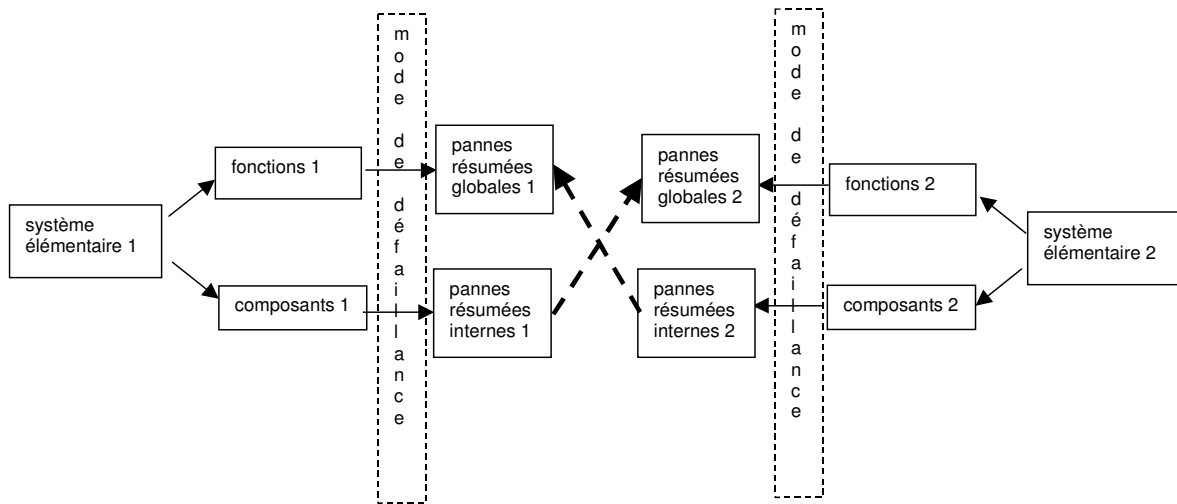 système
élémentaire 1
fonctions 1
composants 1
mode de défaillance
pannes
résumées
globales 1
pannes
résumées
internes 1
pannes
résumées
globales 2
pannes
résumées
internes 2
mode de défaillance
fonctions 2
composants 2
système
élémentaire 2